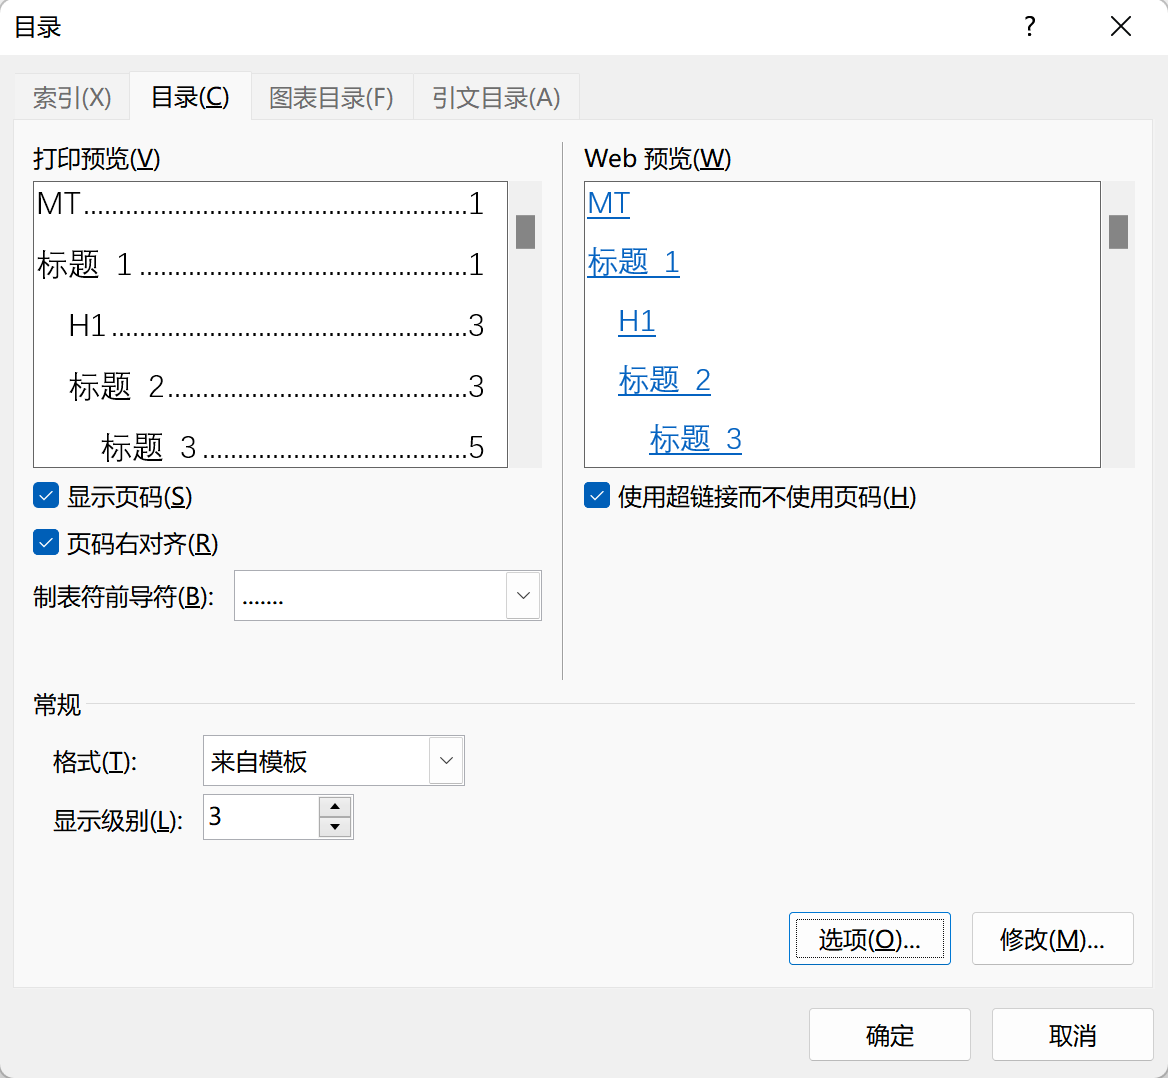 目录
索引(X) 目录(C) 图表目录(F) 引文目录(A)
打印预览(V)
MT................................................1
标题 1..........................................1
H1.............................................3
标题 2......................................3
标题 3..................................5
显示页码(S)
页码右对齐(R)
制表符前导符(B): .......
Web 预览(W)
MT
标题 1
H1
标题 2
标题 3
使用超链接而不使用页码(H)
常规
格式(T): 来自模板
显示级别(L): 3
选项(O)... 修改(M)...
确定 取消